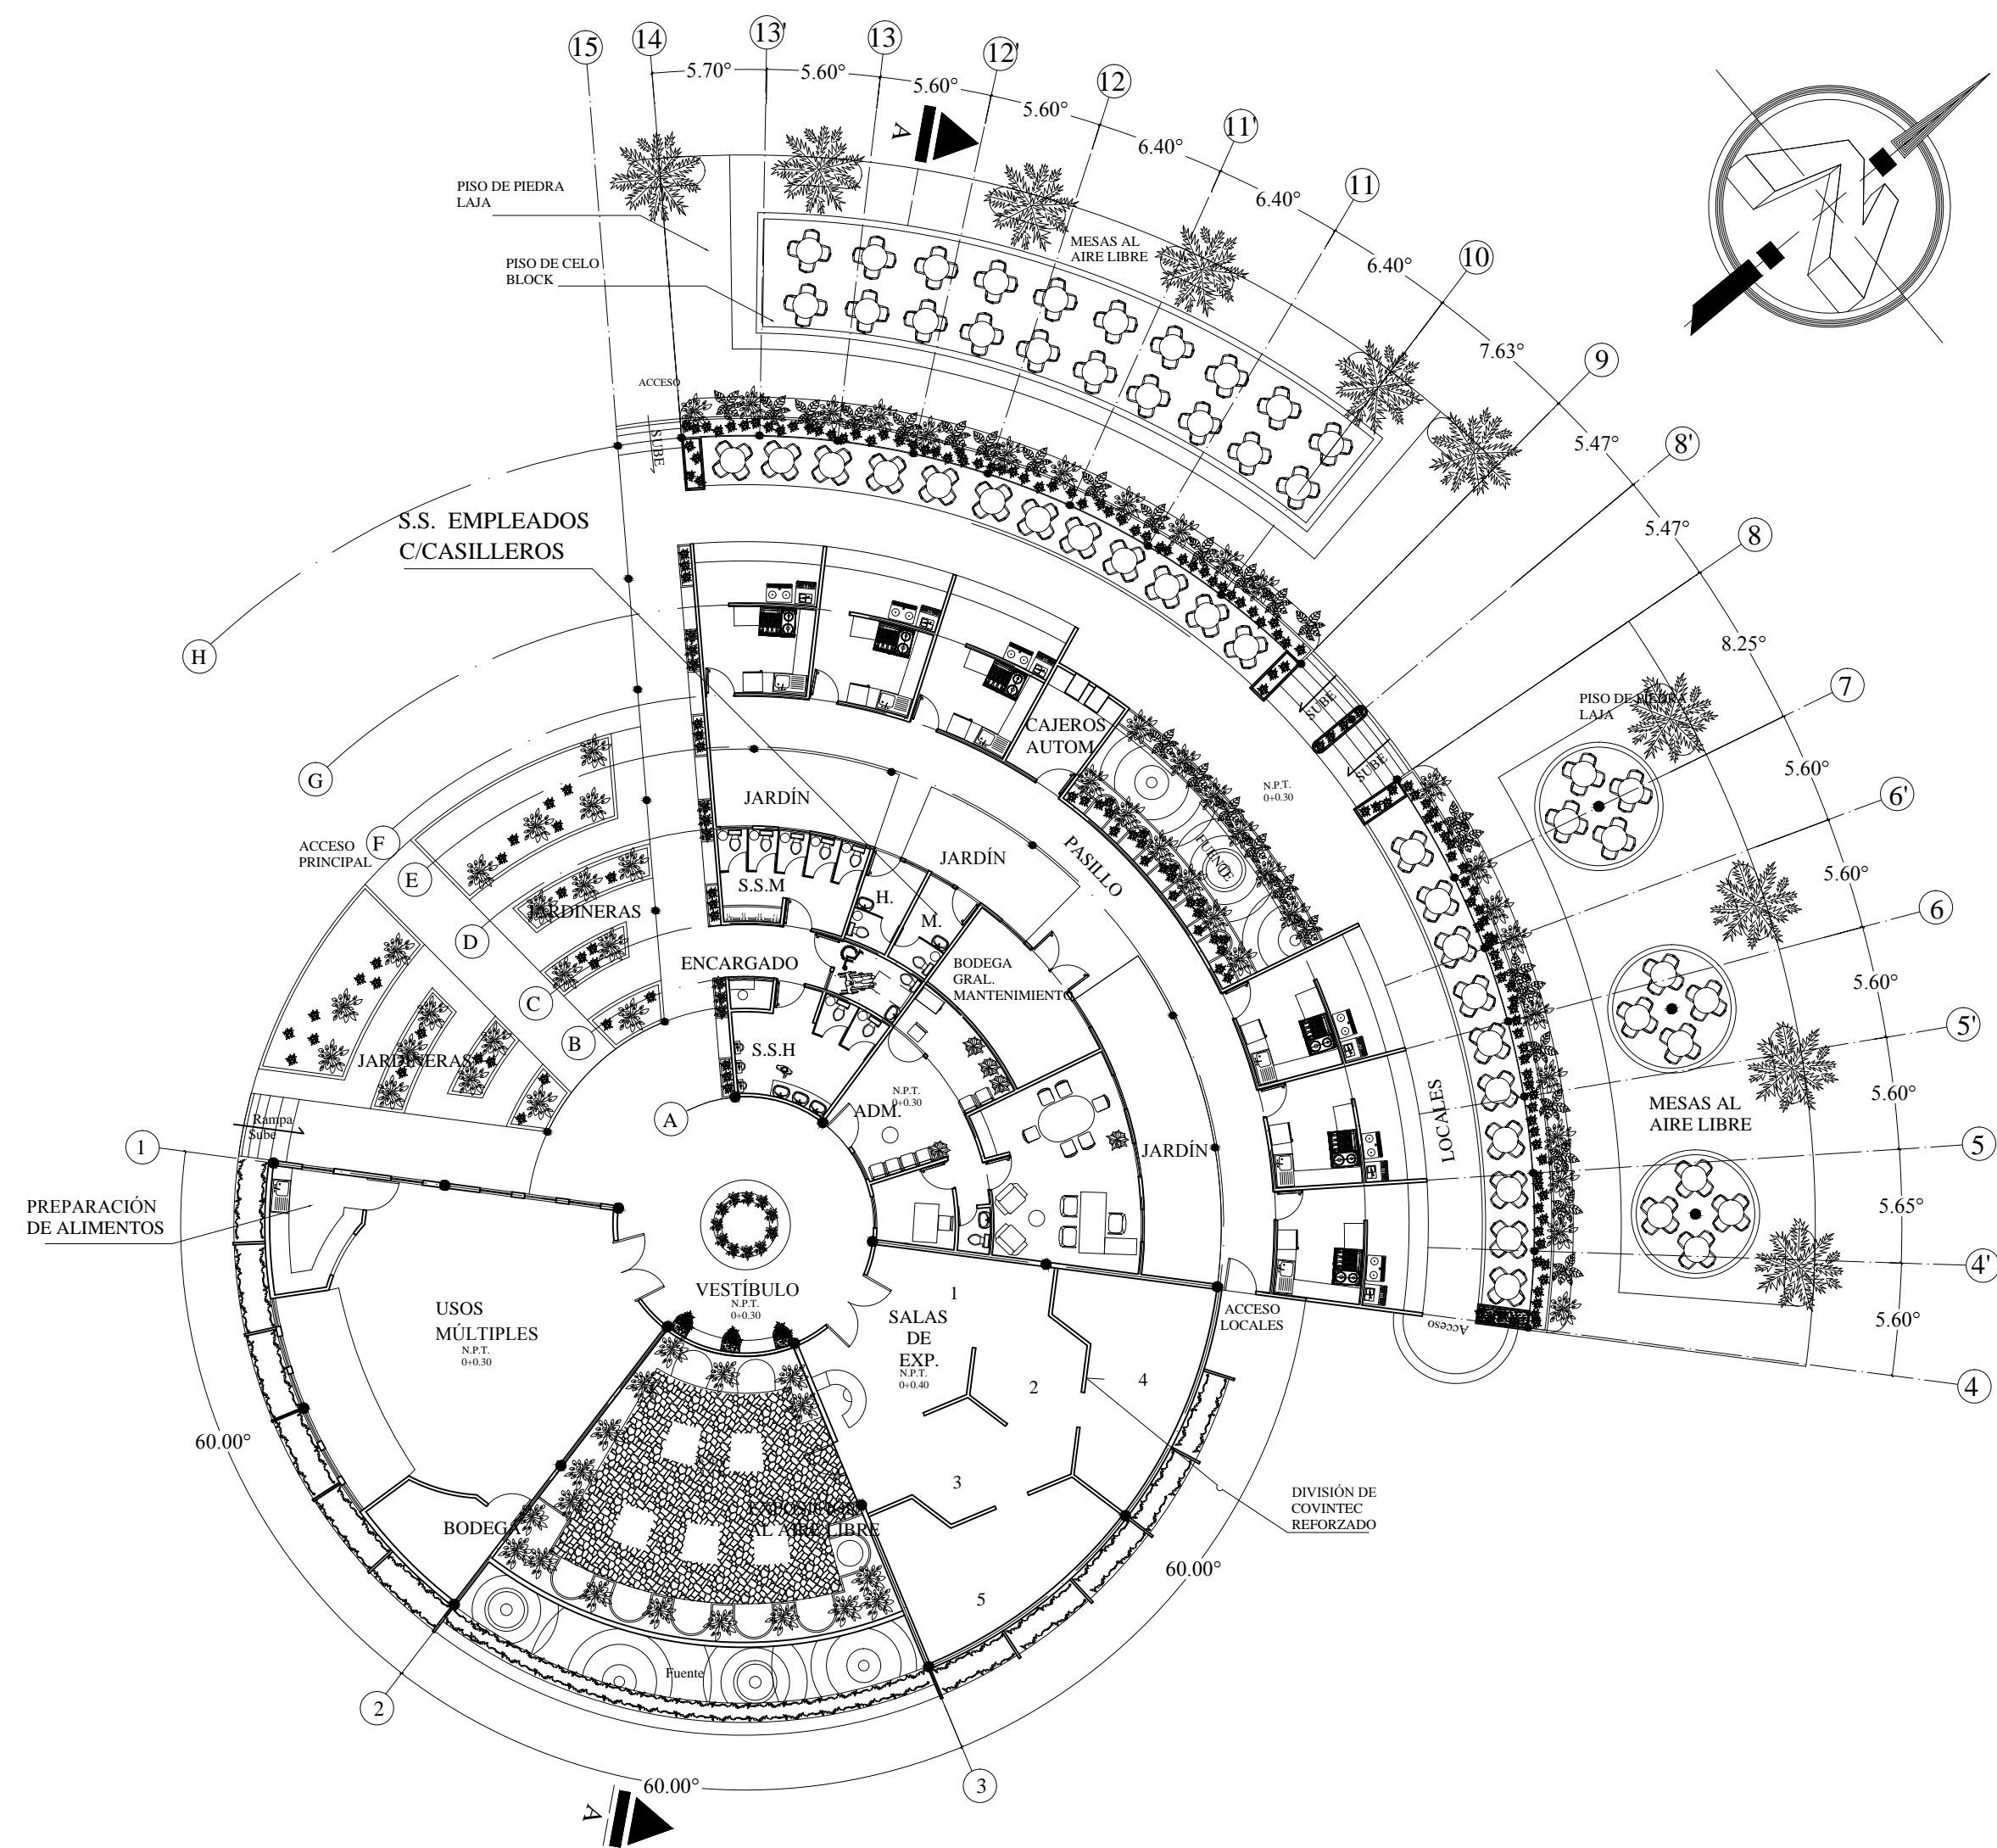 15
14
13'
13
12'
12
11'
11
10
9
8'
8
7
6'
6
5'
5
4'
4
5.70°
5.60°
5.60°
5.60°
6.40°
6.40°
6.40°
7.63°
5.47°
5.47°
8.25°
5.60°
5.60°
5.60°
5.60°
5.65°
5.60°
A
PISO DE PIEDRA
LAJA
PISO DE CELO
BLOCK
MESAS AL
AIRE LIBRE
ACCESO
SUBE
S.S. EMPLEADOS
C/CASILLEROS
H
G
F
E
D
C
B
A
ACCESO
PRINCIPAL
JARDINERAS
JARDINERAS
Rampa
Sube
1
PREPARACIÓN
DE ALIMENTOS
CAJEROS
AUTOM
JARDÍN
JARDÍN
PASILLO
FUENTE
N.P.T.
0+0.30
SUBE
SUBE
PISO DE PIEDRA
LAJA
S.S.M
H.
M.
ENCARGADO
BODEGA
GRAL.
MANTENIMIENTO
S.S.H
ADM.
N.P.T.
0+0.30
JARDÍN
LOCALES
MESAS AL
AIRE LIBRE
VESTÍBULO
N.P.T.
0+0.30
USOS
MÚLTIPLES
N.P.T.
0+0.30
SALAS
DE
EXP.
N.P.T.
0+0.40
1
2
3
4
5
ACCESO
LOCALES
Acceso
DIVISIÓN DE
COVINTEC
REFORZADO
BODEGA
EXPOSICION
AL AIRE LIBRE
Fuente
60.00°
60.00°
60.00°
2
3
A